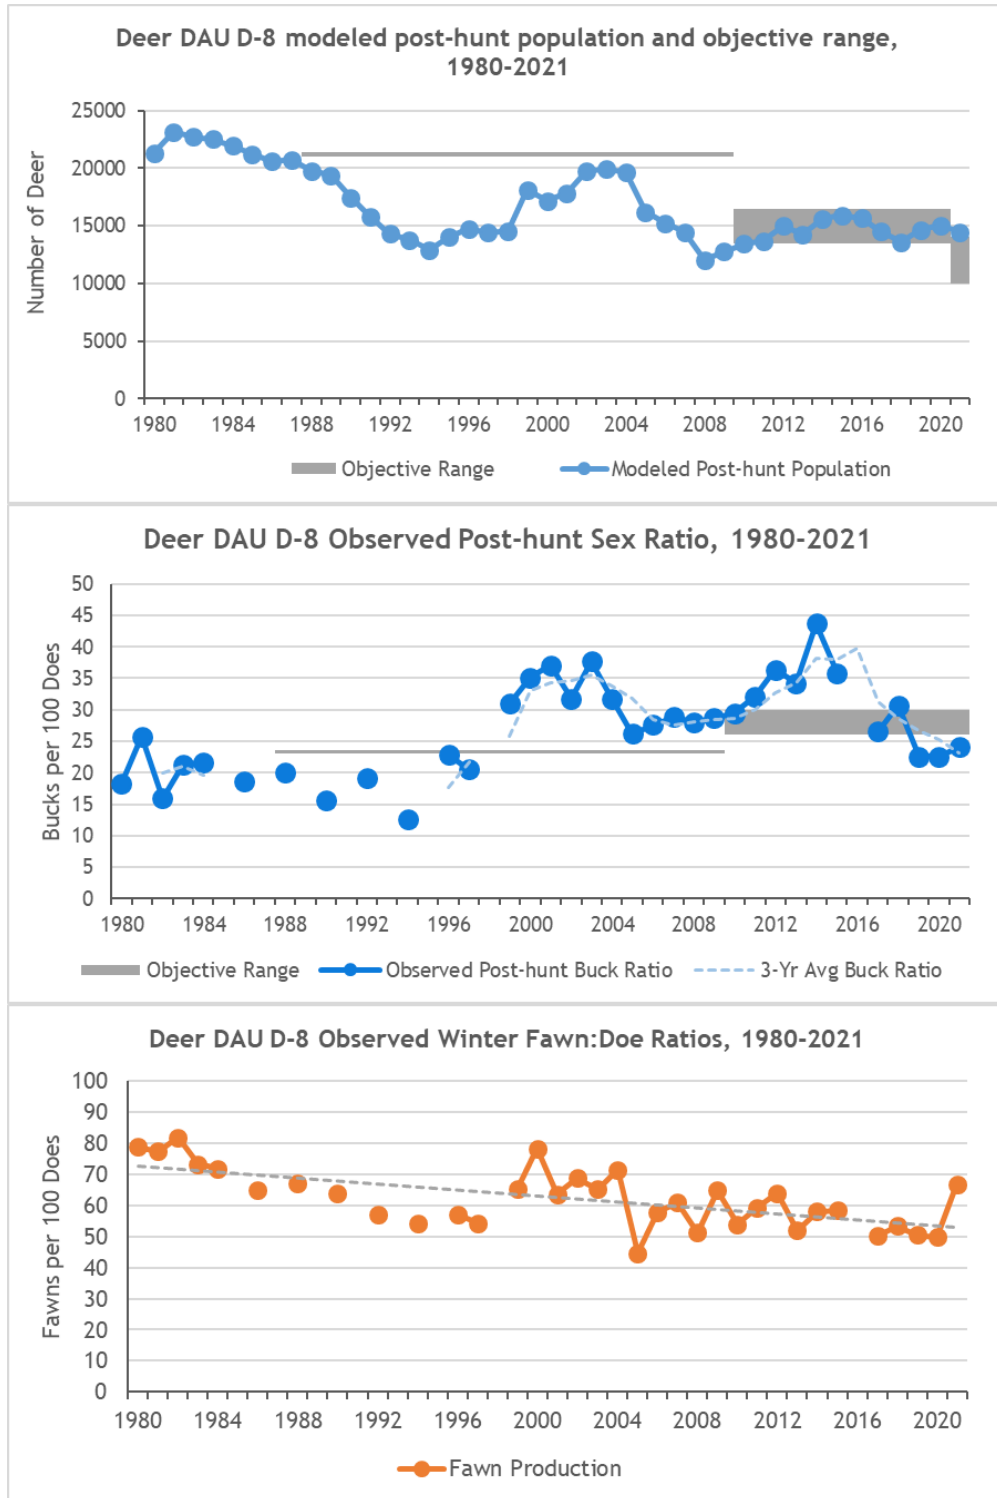 Deer DAU D-8 modeled post-hunt population and objective range,
1980-2021
25000
20000
15000
10000
5000
0
Number of Deer
1980 1984 1988 1992 1996 2000 2004 2008 2012 2016 2020
Objective Range Modeled Post-hunt Population
Deer DAU D-8 Observed Post-hunt Sex Ratio, 1980-2021
50
45
40
35
30
25
20
15
10
5
0
Bucks per 100 Does
1980 1984 1988 1992 1996 2000 2004 2008 2012 2016 2020
Objective Range Observed Post-hunt Buck Ratio 3-Yr Avg Buck Ratio
Deer DAU D-8 Observed Winter Fawn:Doe Ratios, 1980-2021
100
90
80
70
60
50
40
30
20
10
0
Fawns per 100 Does
1980 1984 1988 1992 1996 2000 2004 2008 2012 2016 2020
Fawn Production